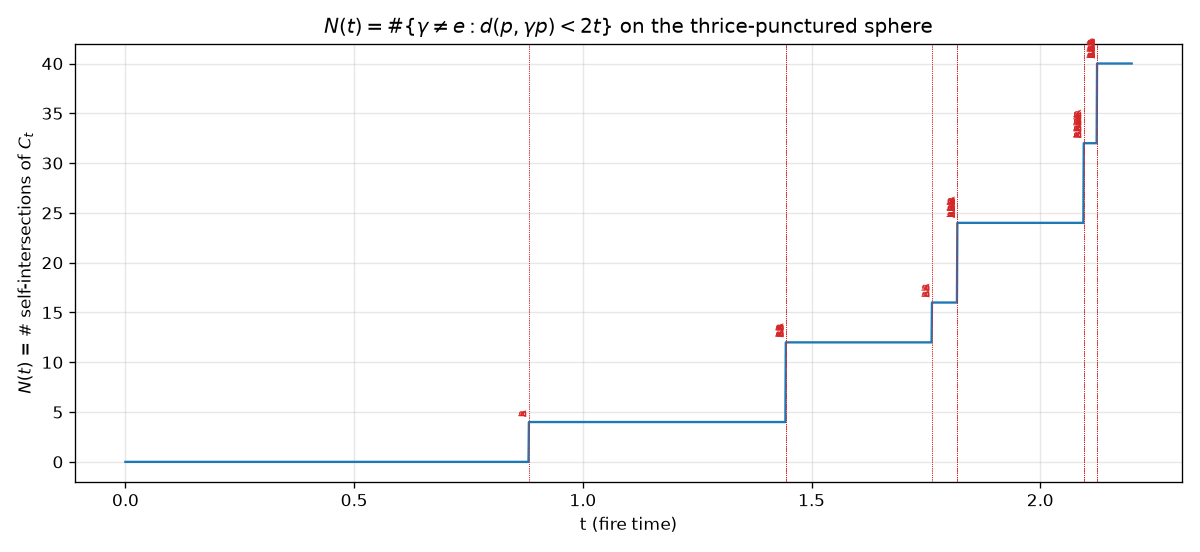 N(t) = #{γ ≠ e : d(p, γp) < 2t} on the thrice-punctured sphere
N(t) = # self-intersections of C_t
40
35
30
25
20
15
10
5
0
0.0 0.5 1.0 1.5 2.0
t (fire time)